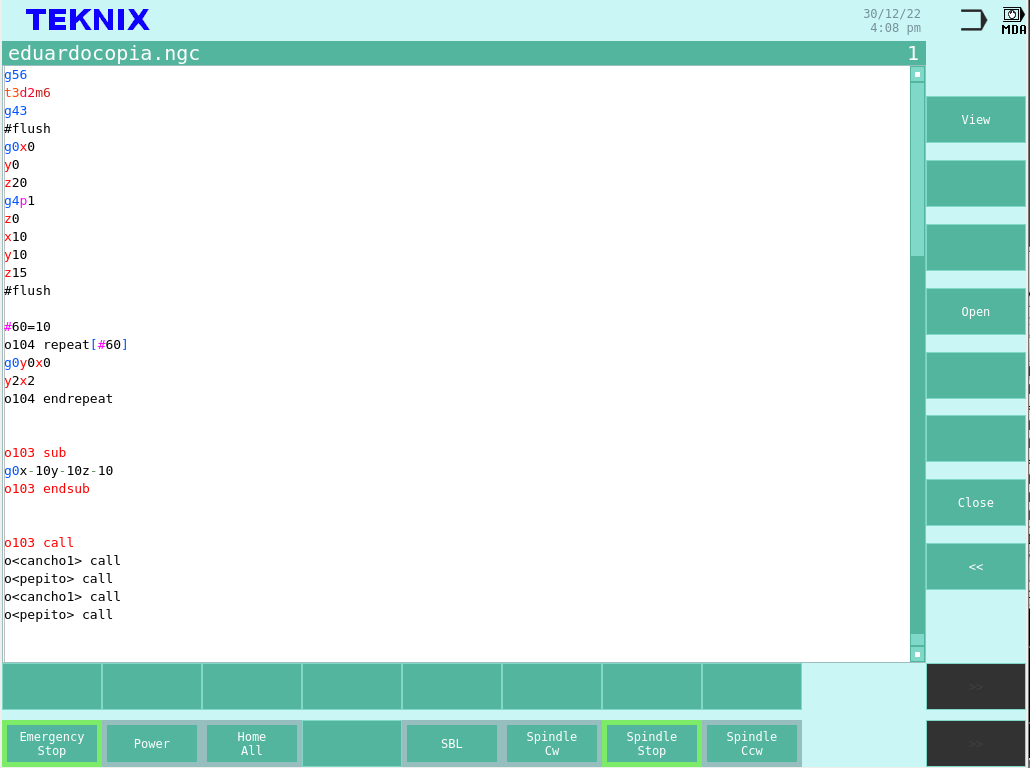 TEKNIX
30/12/22
4:08 pm
MDA
eduardocopia.ngc 1
g56
t3d2m6
g43
#flush
g0x0
y0
z20
g4p1
z0
x10
y10
z15
#flush
#60=10
o104 repeat[#60]
g0y0x0
y2x2
o104 endrepeat
o103 sub
g0x-10y-10z-10
o103 endsub
o103 call
o<cancho1> call
o<pepito> call
o<cancho1> call
o<pepito> call
View
Open
Close
<<
>>
Emergency
Stop
Power
Home
All
SBL
Spindle
Cw
Spindle
Stop
Spindle
Ccw
>>